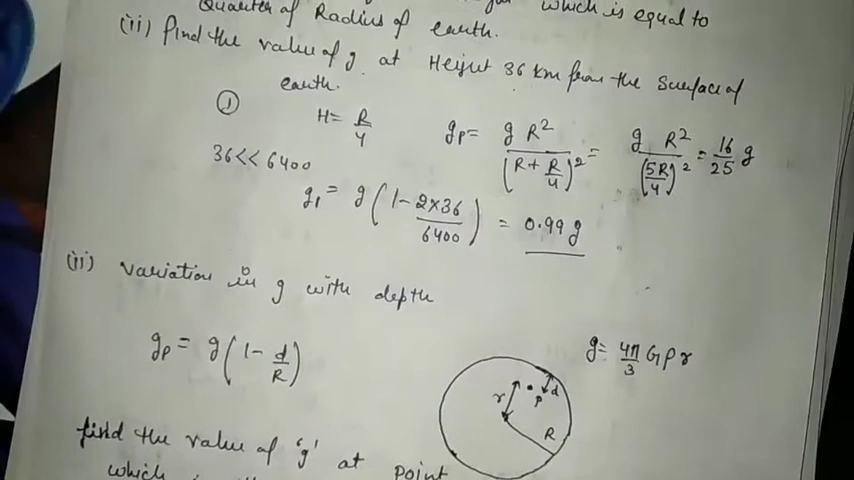 which is equal to
Quarter of Radius of earth.
(ii) find the value of g at Height 36 km from the surface of
earth.
① H = R/4 gp = g R² / (R + R/4)² = g R² / (5R/4)² = 16/25 g
36 << 6400
g₁ = g (1 - 2×36/6400) = 0.99 g
(ii) variation in g with depth
gp = g (1 - d/R)
g = 4π/3 G ρ r
r p d
R
find the value of 'g' at point
which